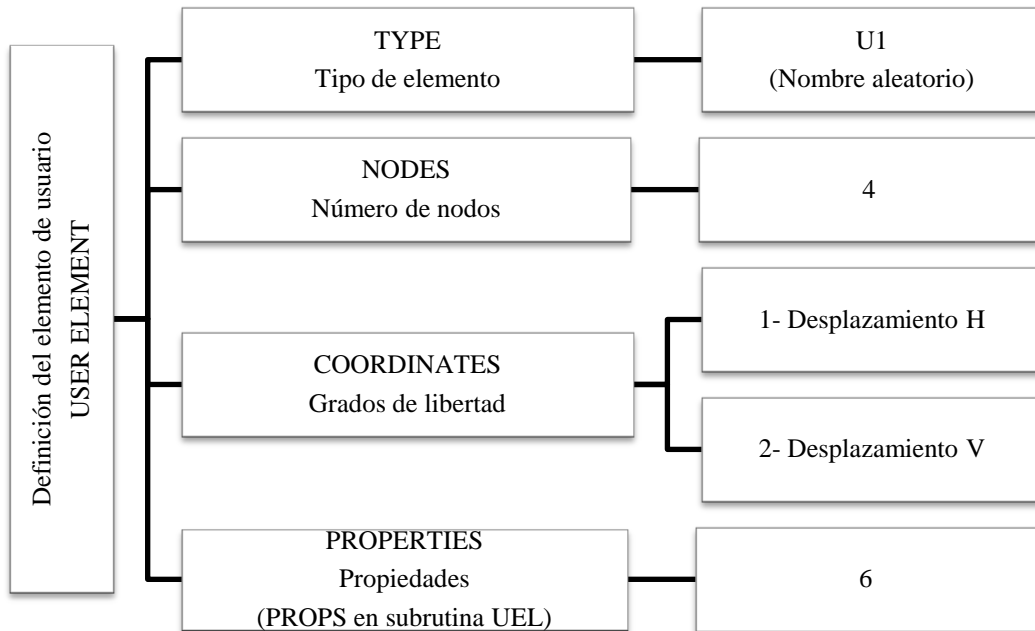 Definición del elemento de usuario
USER ELEMENT
TYPE
Tipo de elemento
U1
(Nombre aleatorio)
NODES
Número de nodos
4
COORDINATES
Grados de libertad
1- Desplazamiento H
2- Desplazamiento V
PROPERTIES
Propiedades
(PROPS en subrutina UEL)
6